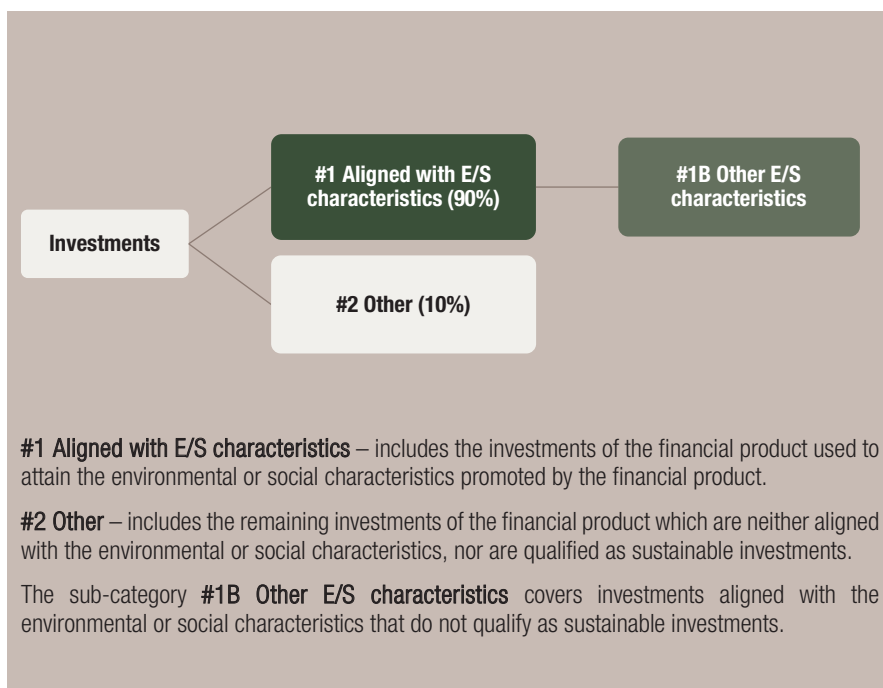 #1 Aligned with E/S
characteristics (90%)
#1B Other E/S
characteristics
Investments
#2 Other (10%)
#1 Aligned with E/S characteristics – includes the investments of the financial product used to
attain the environmental or social characteristics promoted by the financial product.
#2 Other – includes the remaining investments of the financial product which are neither aligned
with the environmental or social characteristics, nor are qualified as sustainable investments.
The sub-category #1B Other E/S characteristics covers investments aligned with the
environmental or social characteristics that do not qualify as sustainable investments.